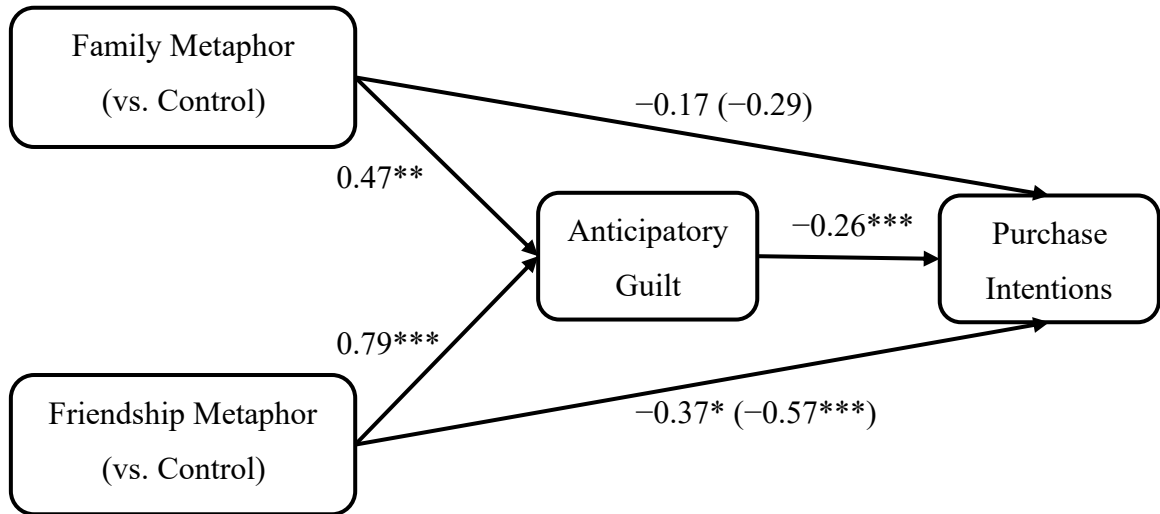 Family Metaphor
(vs. Control)
−0.17 (−0.29)
0.47**
Anticipatory
Guilt
−0.26***
Purchase
Intentions
0.79***
Friendship Metaphor
(vs. Control)
−0.37* (−0.57***)